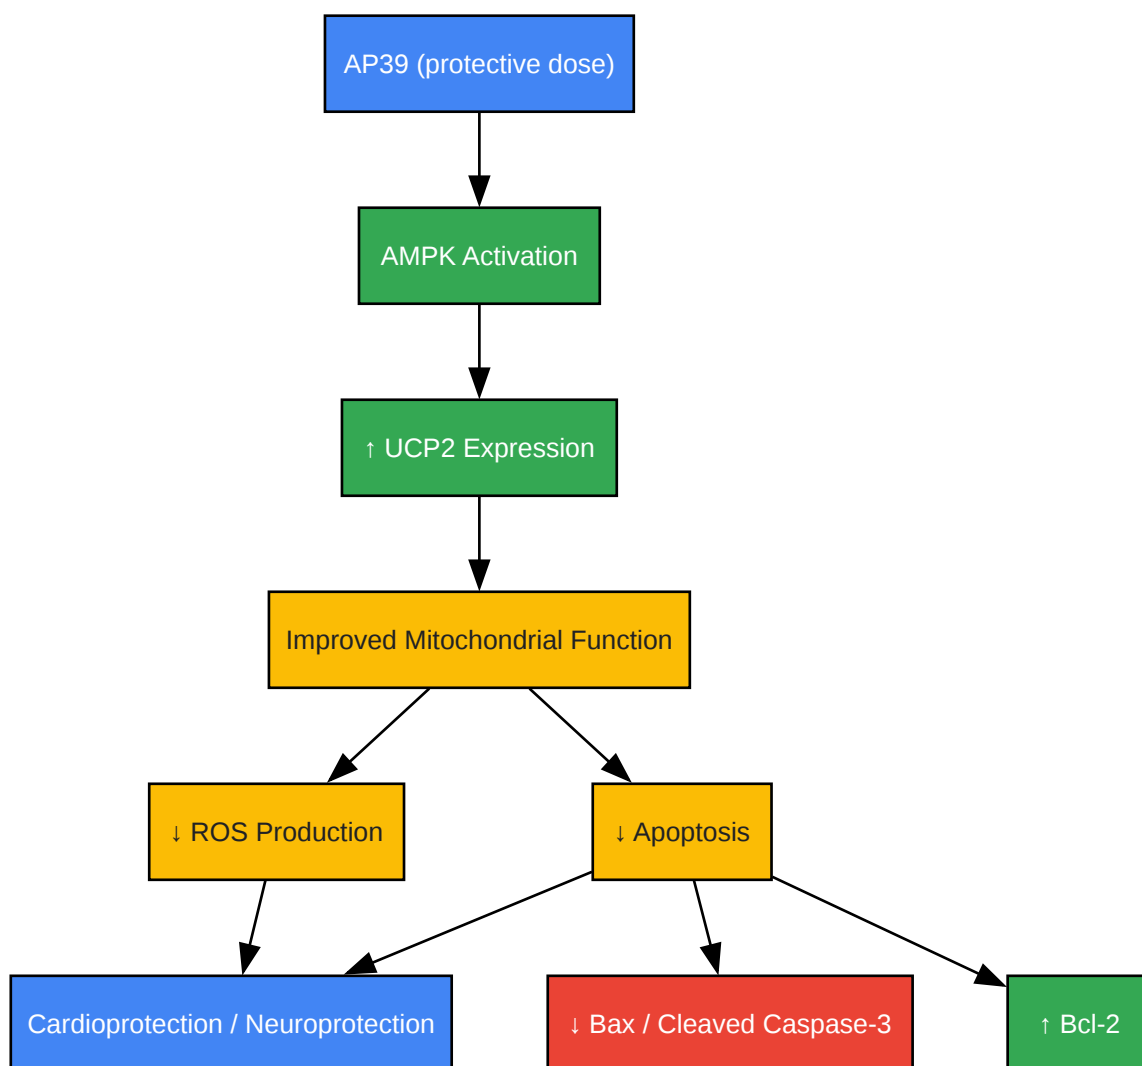 AP39 (protective dose)
AMPK Activation
↑ UCP2 Expression
Improved Mitochondrial Function
↓ ROS Production
↓ Apoptosis
Cardioprotection / Neuroprotection
↓ Bax / Cleaved Caspase-3
↑ Bcl-2